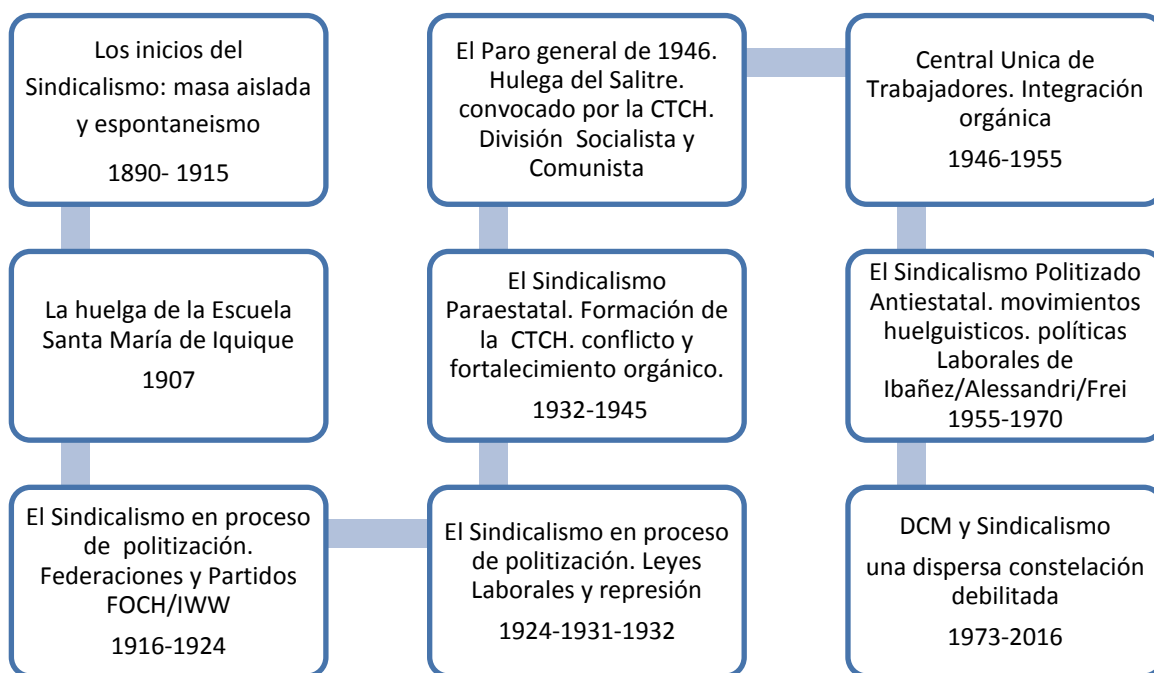 Los inicios del
Sindicalismo: masa aislada
y espontaneismo
1890- 1915
La huelga de la Escuela
Santa María de Iquique
1907
El Sindicalismo en proceso
de politización.
Federaciones y Partidos
FOCH/IWW
1916-1924
El Sindicalismo en proceso
de politización. Leyes
Laborales y represión
1924-1931-1932
El Sindicalismo
Paraestatal. Formación de
la CTCH. conflicto y
fortalecimiento orgánico.
1932-1945
El Paro general de 1946.
Hulega del Salitre.
convocado por la CTCH.
División Socialista y
Comunista
Central Unica de
Trabajadores. Integración
orgánica
1946-1955
El Sindicalismo Politizado
Antiestatal. movimientos
huelguisticos. políticas
Laborales de
Ibañez/Alessandri/Frei
1955-1970
DCM y Sindicalismo
una dispersa constelación
debilitada
1973-2016